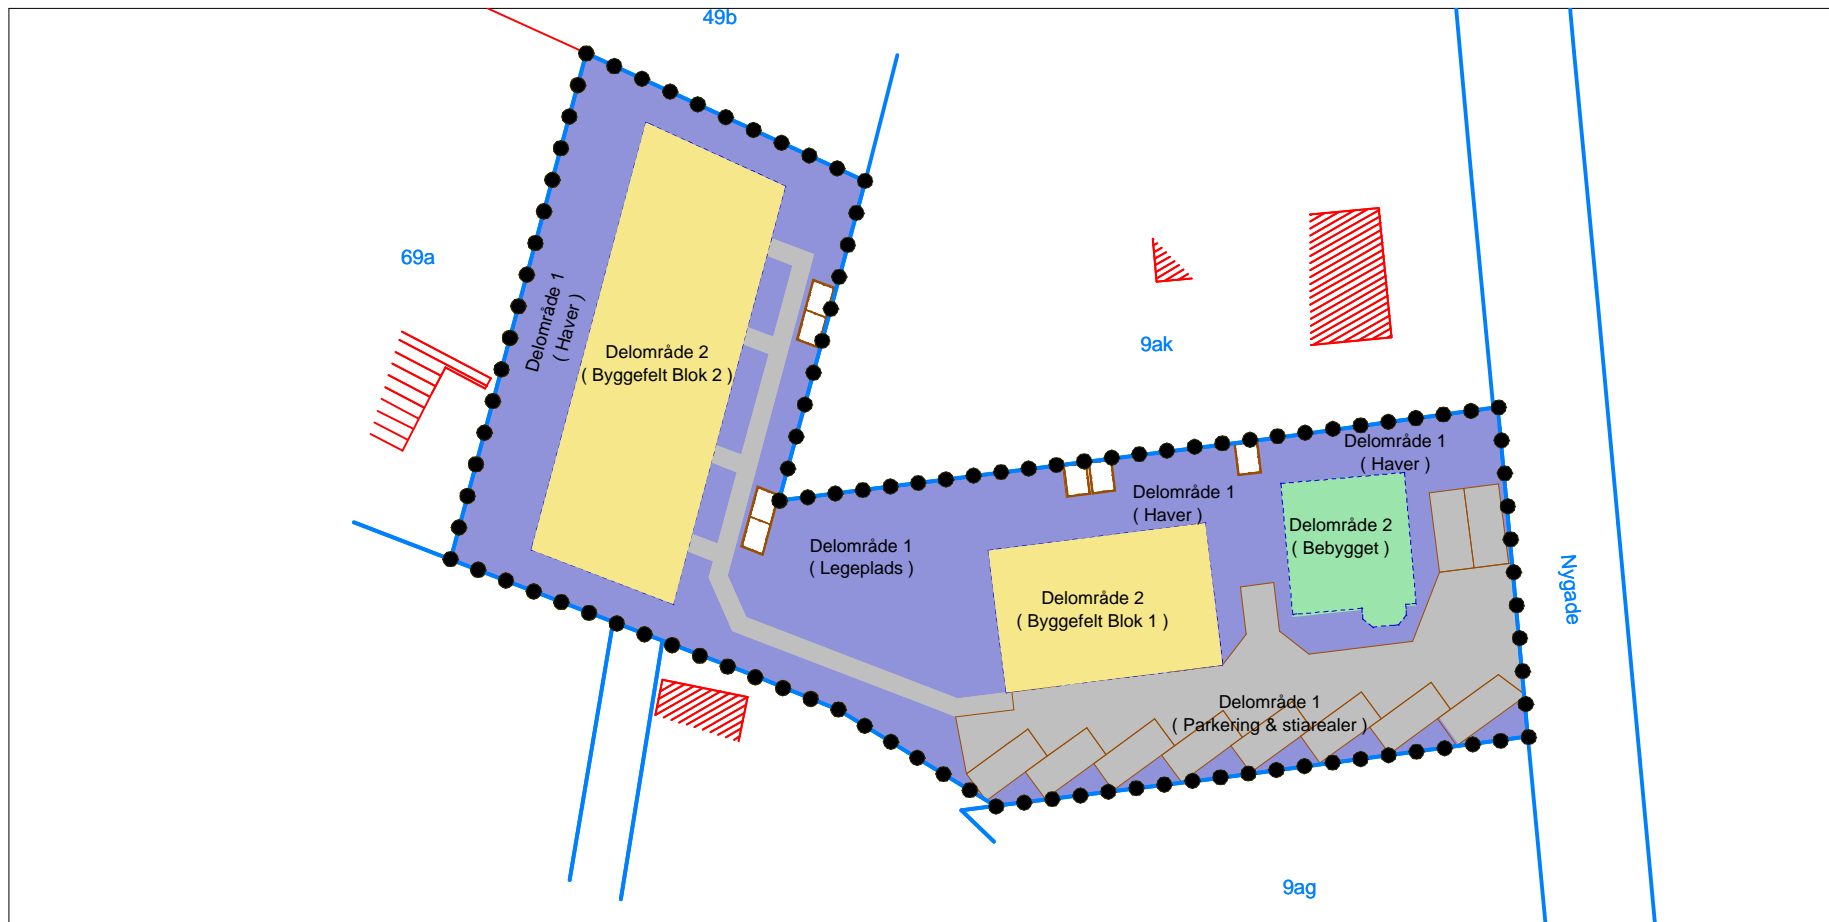 49b
69a
Delområde 1
( Haver )
Delområde 2
( Byggefelt Blok 2 )
9ak
Delområde 1
( Haver )
Delområde 1
( Haver )
Delområde 2
( Bebygget )
Delområde 1
( Legeplads )
Delområde 2
( Byggefelt Blok 1 )
Nygade
Delområde 1
( Parkering & stiarealer )
9ag